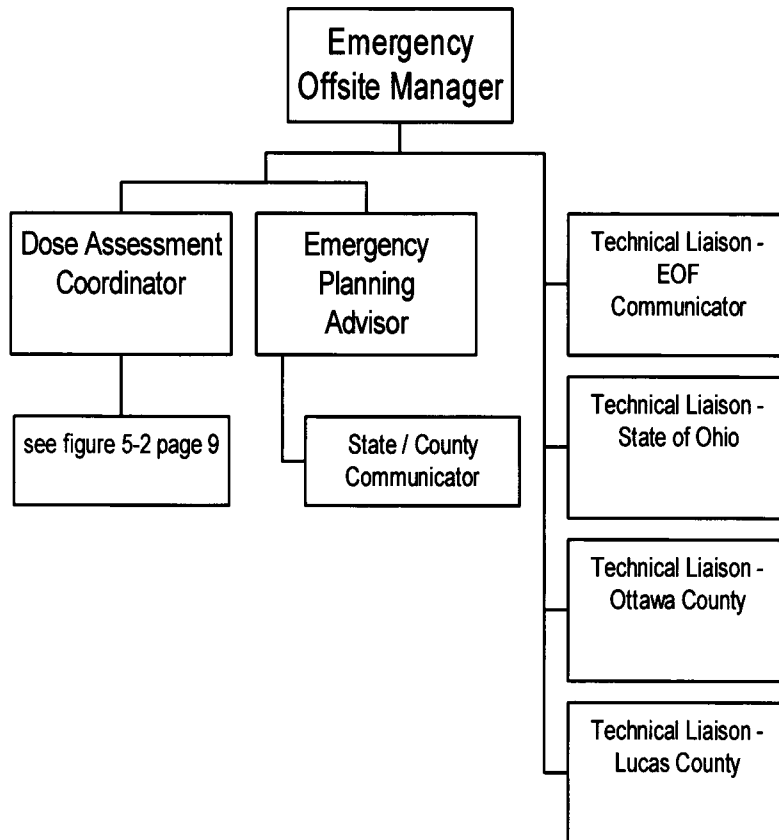 Emergency
Offsite Manager
Dose Assessment
Coordinator
Emergency
Planning
Advisor
see figure 5-2 page 9
State / County
Communicator
Technical Liaison -
EOF
Communicator
Technical Liaison -
State of Ohio
Technical Liaison -
Ottawa County
Technical Liaison -
Lucas County